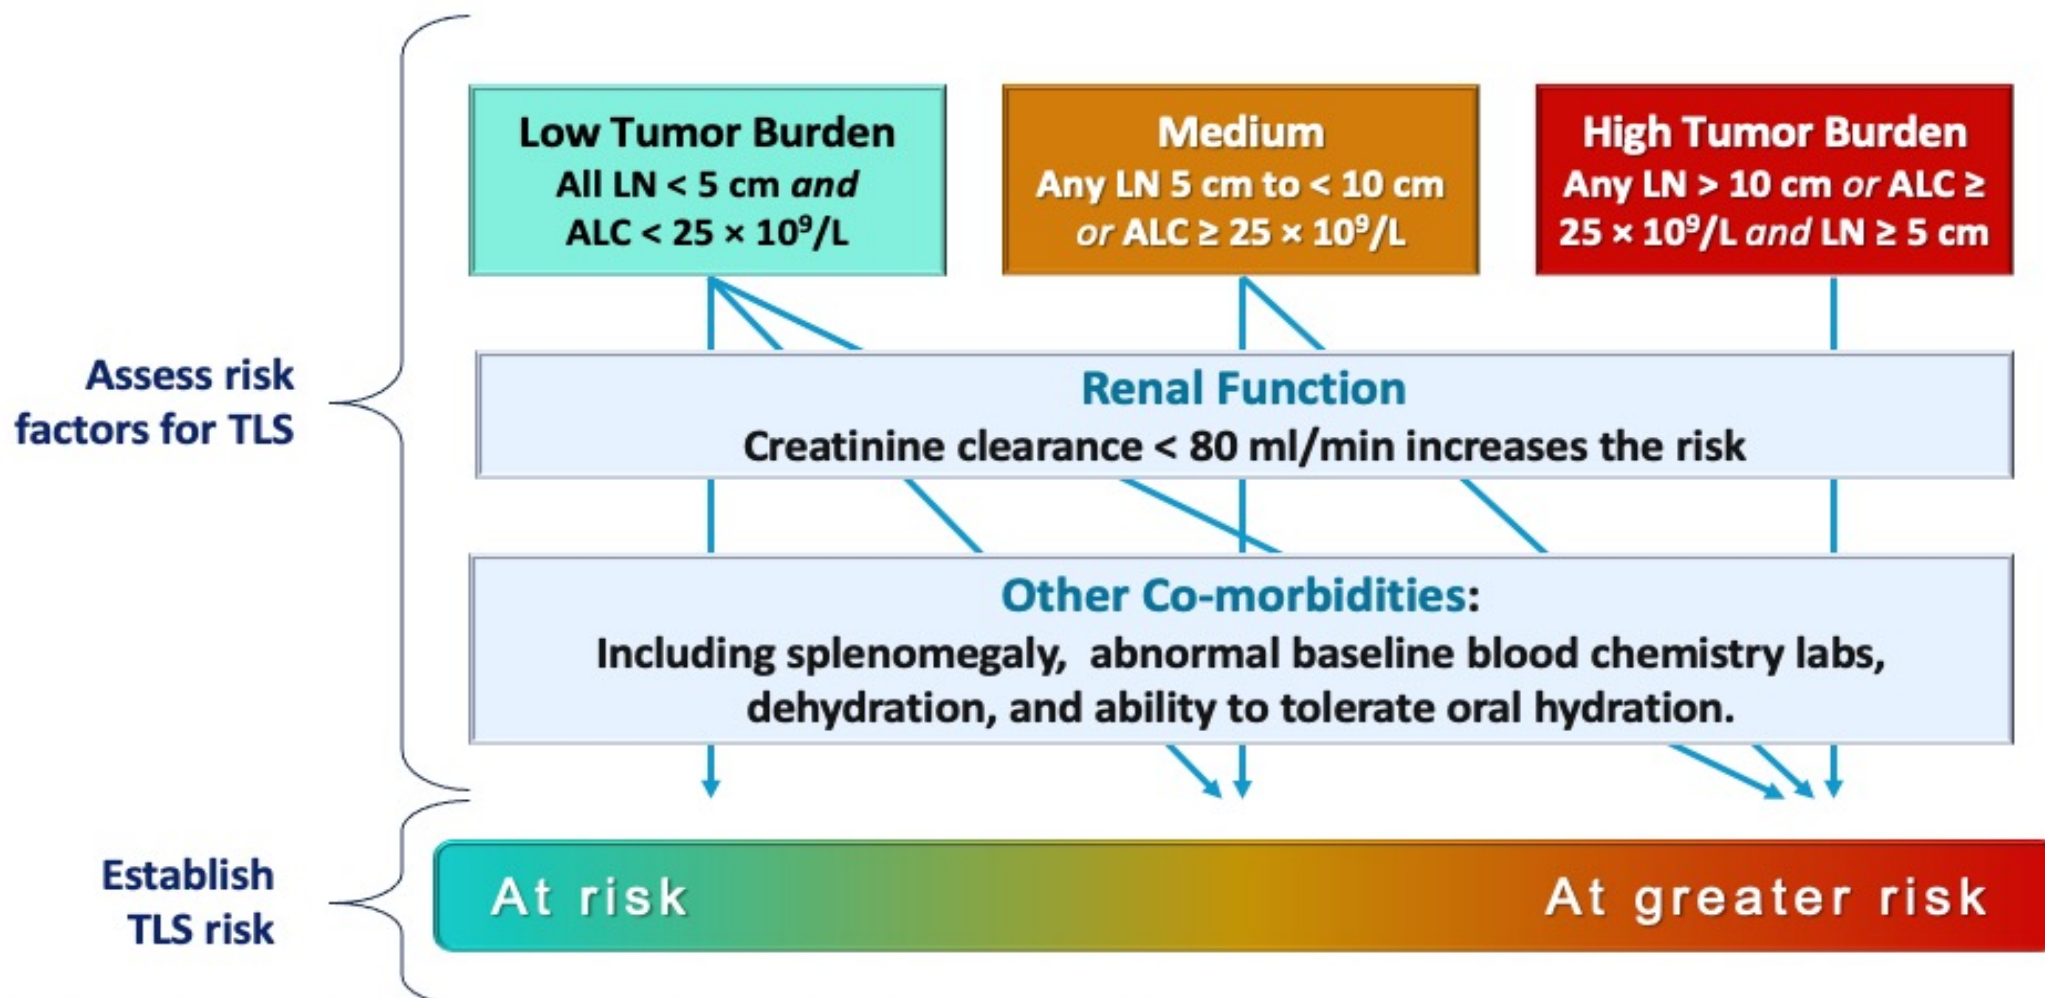 Low Tumor Burden
All LN < 5 cm and
ALC < 25 × 10⁹/L
Medium
Any LN 5 cm to < 10 cm
or ALC ≥ 25 × 10⁹/L
High Tumor Burden
Any LN > 10 cm or ALC ≥
25 × 10⁹/L and LN ≥ 5 cm
Assess risk
factors for TLS
Renal Function
Creatinine clearance < 80 ml/min increases the risk
Other Co-morbidities:
Including splenomegaly, abnormal baseline blood chemistry labs,
dehydration, and ability to tolerate oral hydration.
Establish
TLS risk
At risk
At greater risk